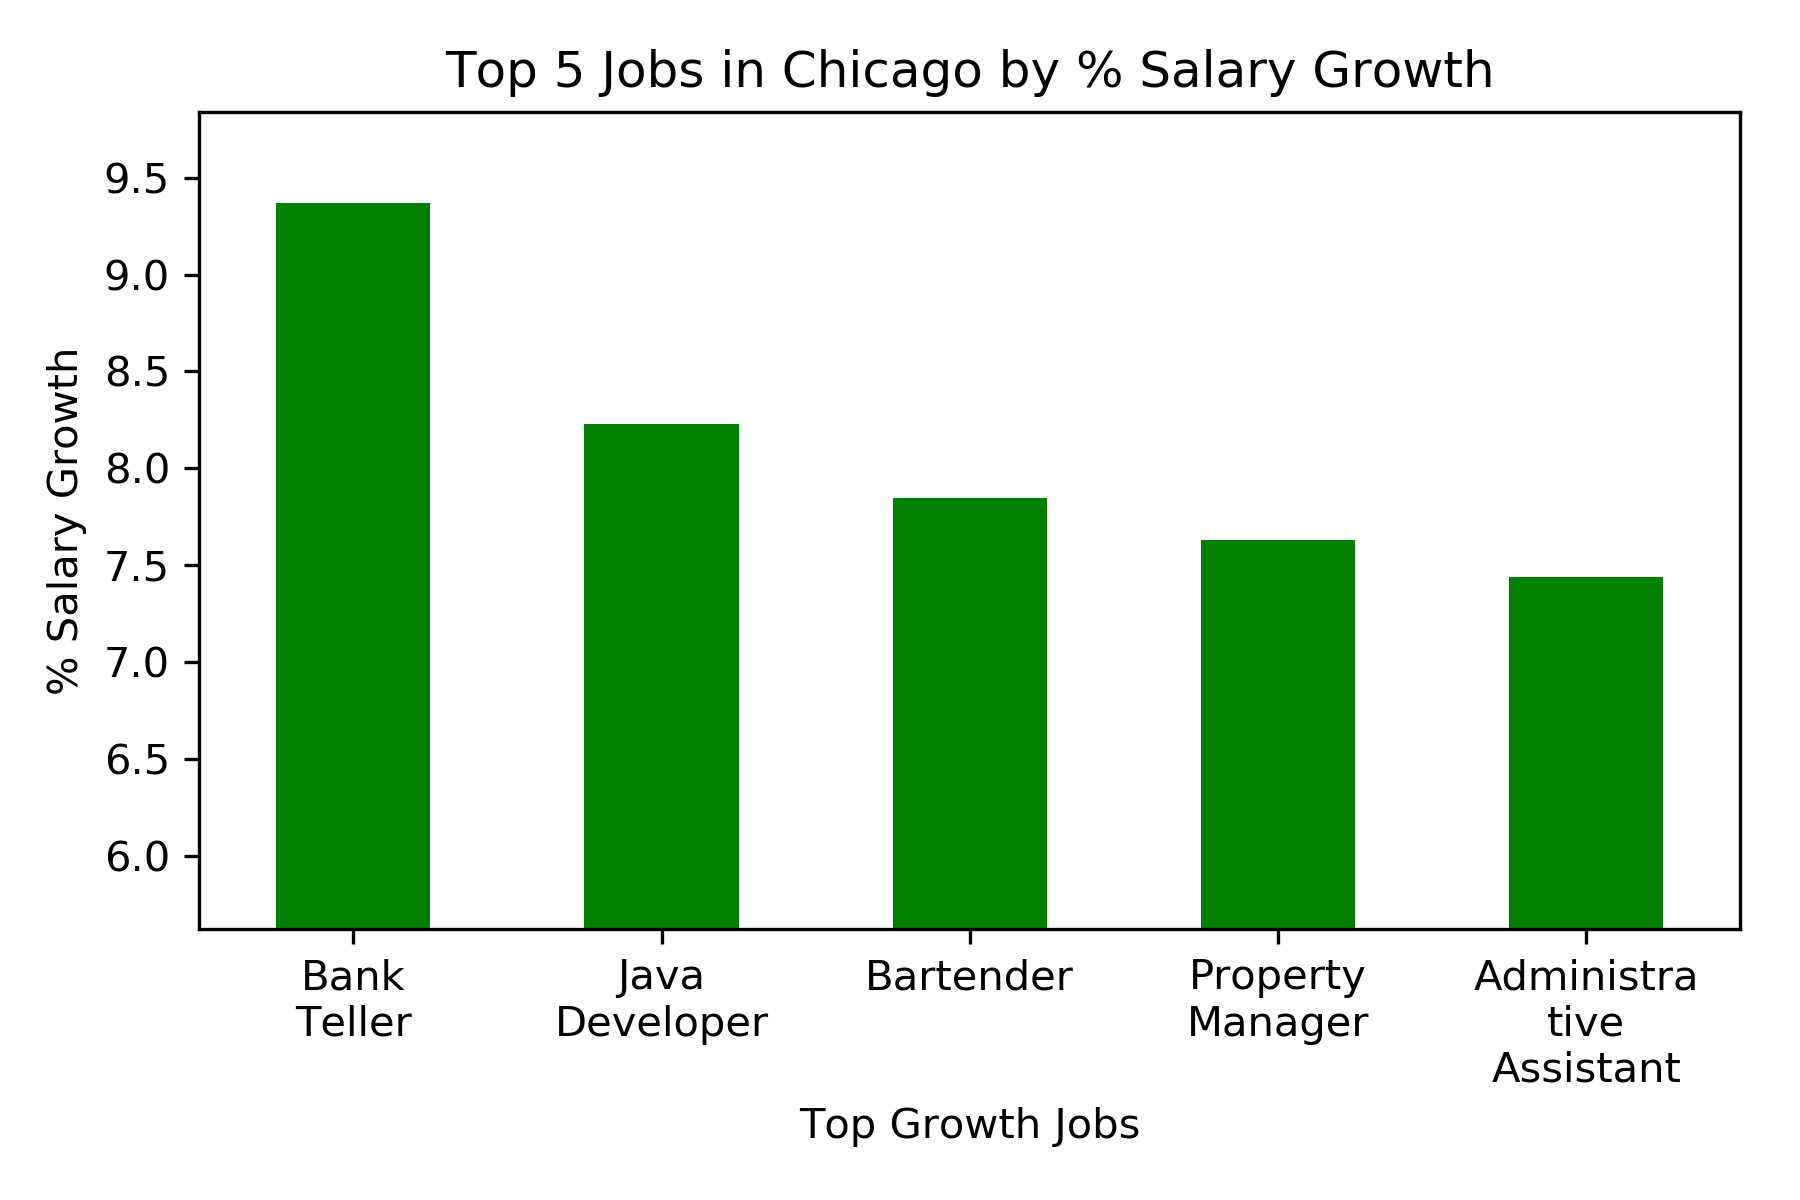 Top 5 Jobs in Chicago by % Salary Growth
% Salary Growth
9.5
9.0
8.5
8.0
7.5
7.0
6.5
6.0
Bank
Teller
Java
Developer
Bartender
Property
Manager
Administra
tive
Assistant
Top Growth Jobs